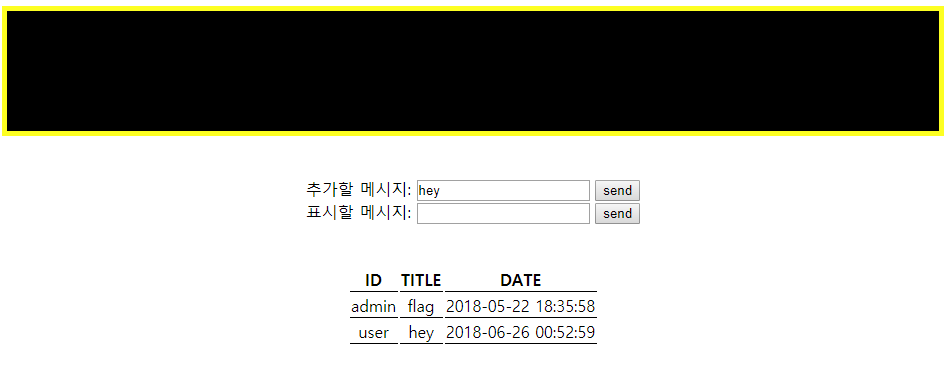 추가할 메시지: hey send
표시할 메시지: send
ID TITLE DATE
admin flag 2018-05-22 18:35:58
user hey 2018-06-26 00:52:59